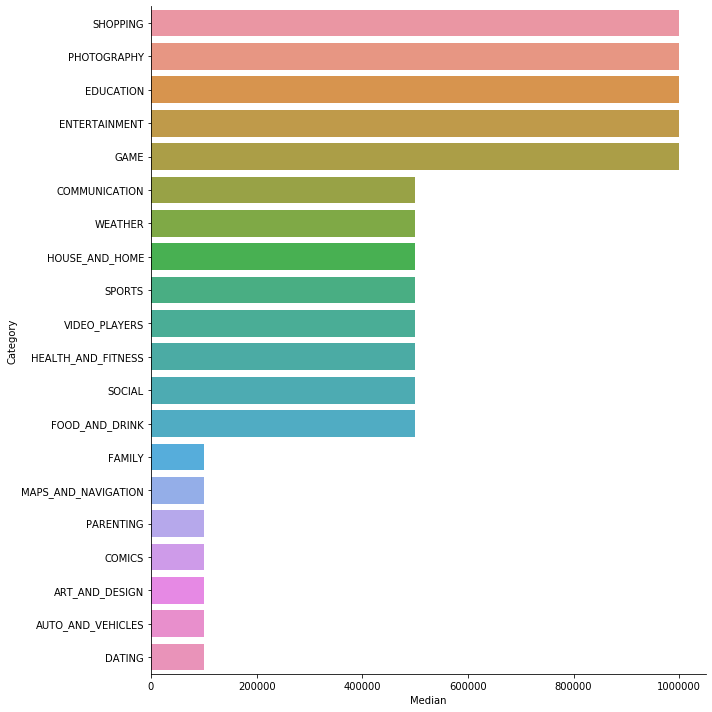 SHOPPING
PHOTOGRAPHY
EDUCATION
ENTERTAINMENT
GAME
COMMUNICATION
WEATHER
HOUSE_AND_HOME
SPORTS
VIDEO_PLAYERS
HEALTH_AND_FITNESS
SOCIAL
FOOD_AND_DRINK
FAMILY
MAPS_AND_NAVIGATION
PARENTING
COMICS
ART_AND_DESIGN
AUTO_AND_VEHICLES
DATING
Category
0 200000 400000 600000 800000 1000000
Median